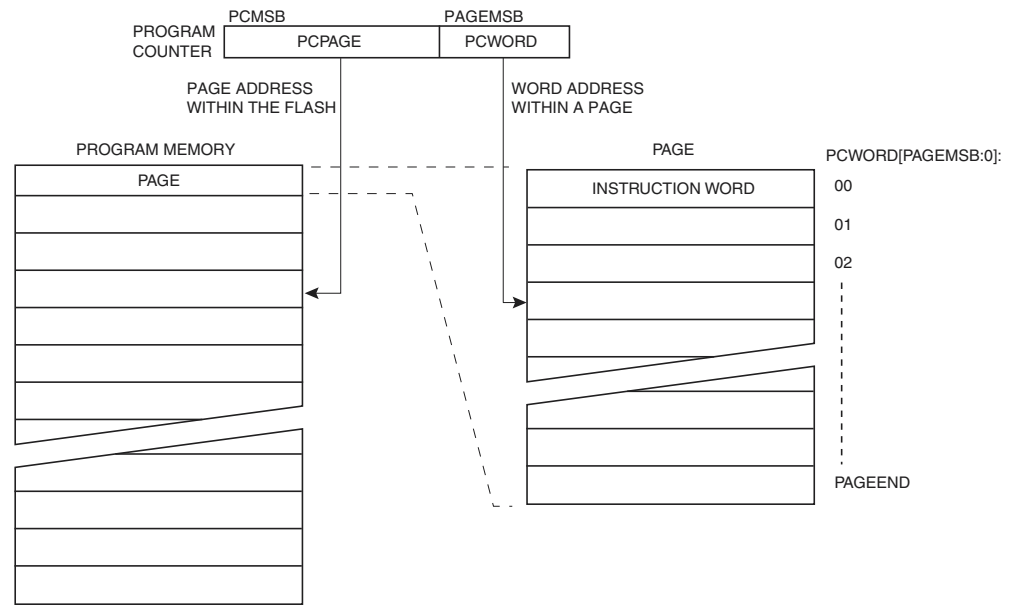 PCMSB PAGEMSB
PROGRAM
COUNTER
PCPAGE PCWORD
PAGE ADDRESS
WITHIN THE FLASH
WORD ADDRESS
WITHIN A PAGE
PROGRAM MEMORY
PAGE
PAGE
INSTRUCTION WORD
PCWORD[PAGEMSB:0]:
00
01
02
PAGEEND